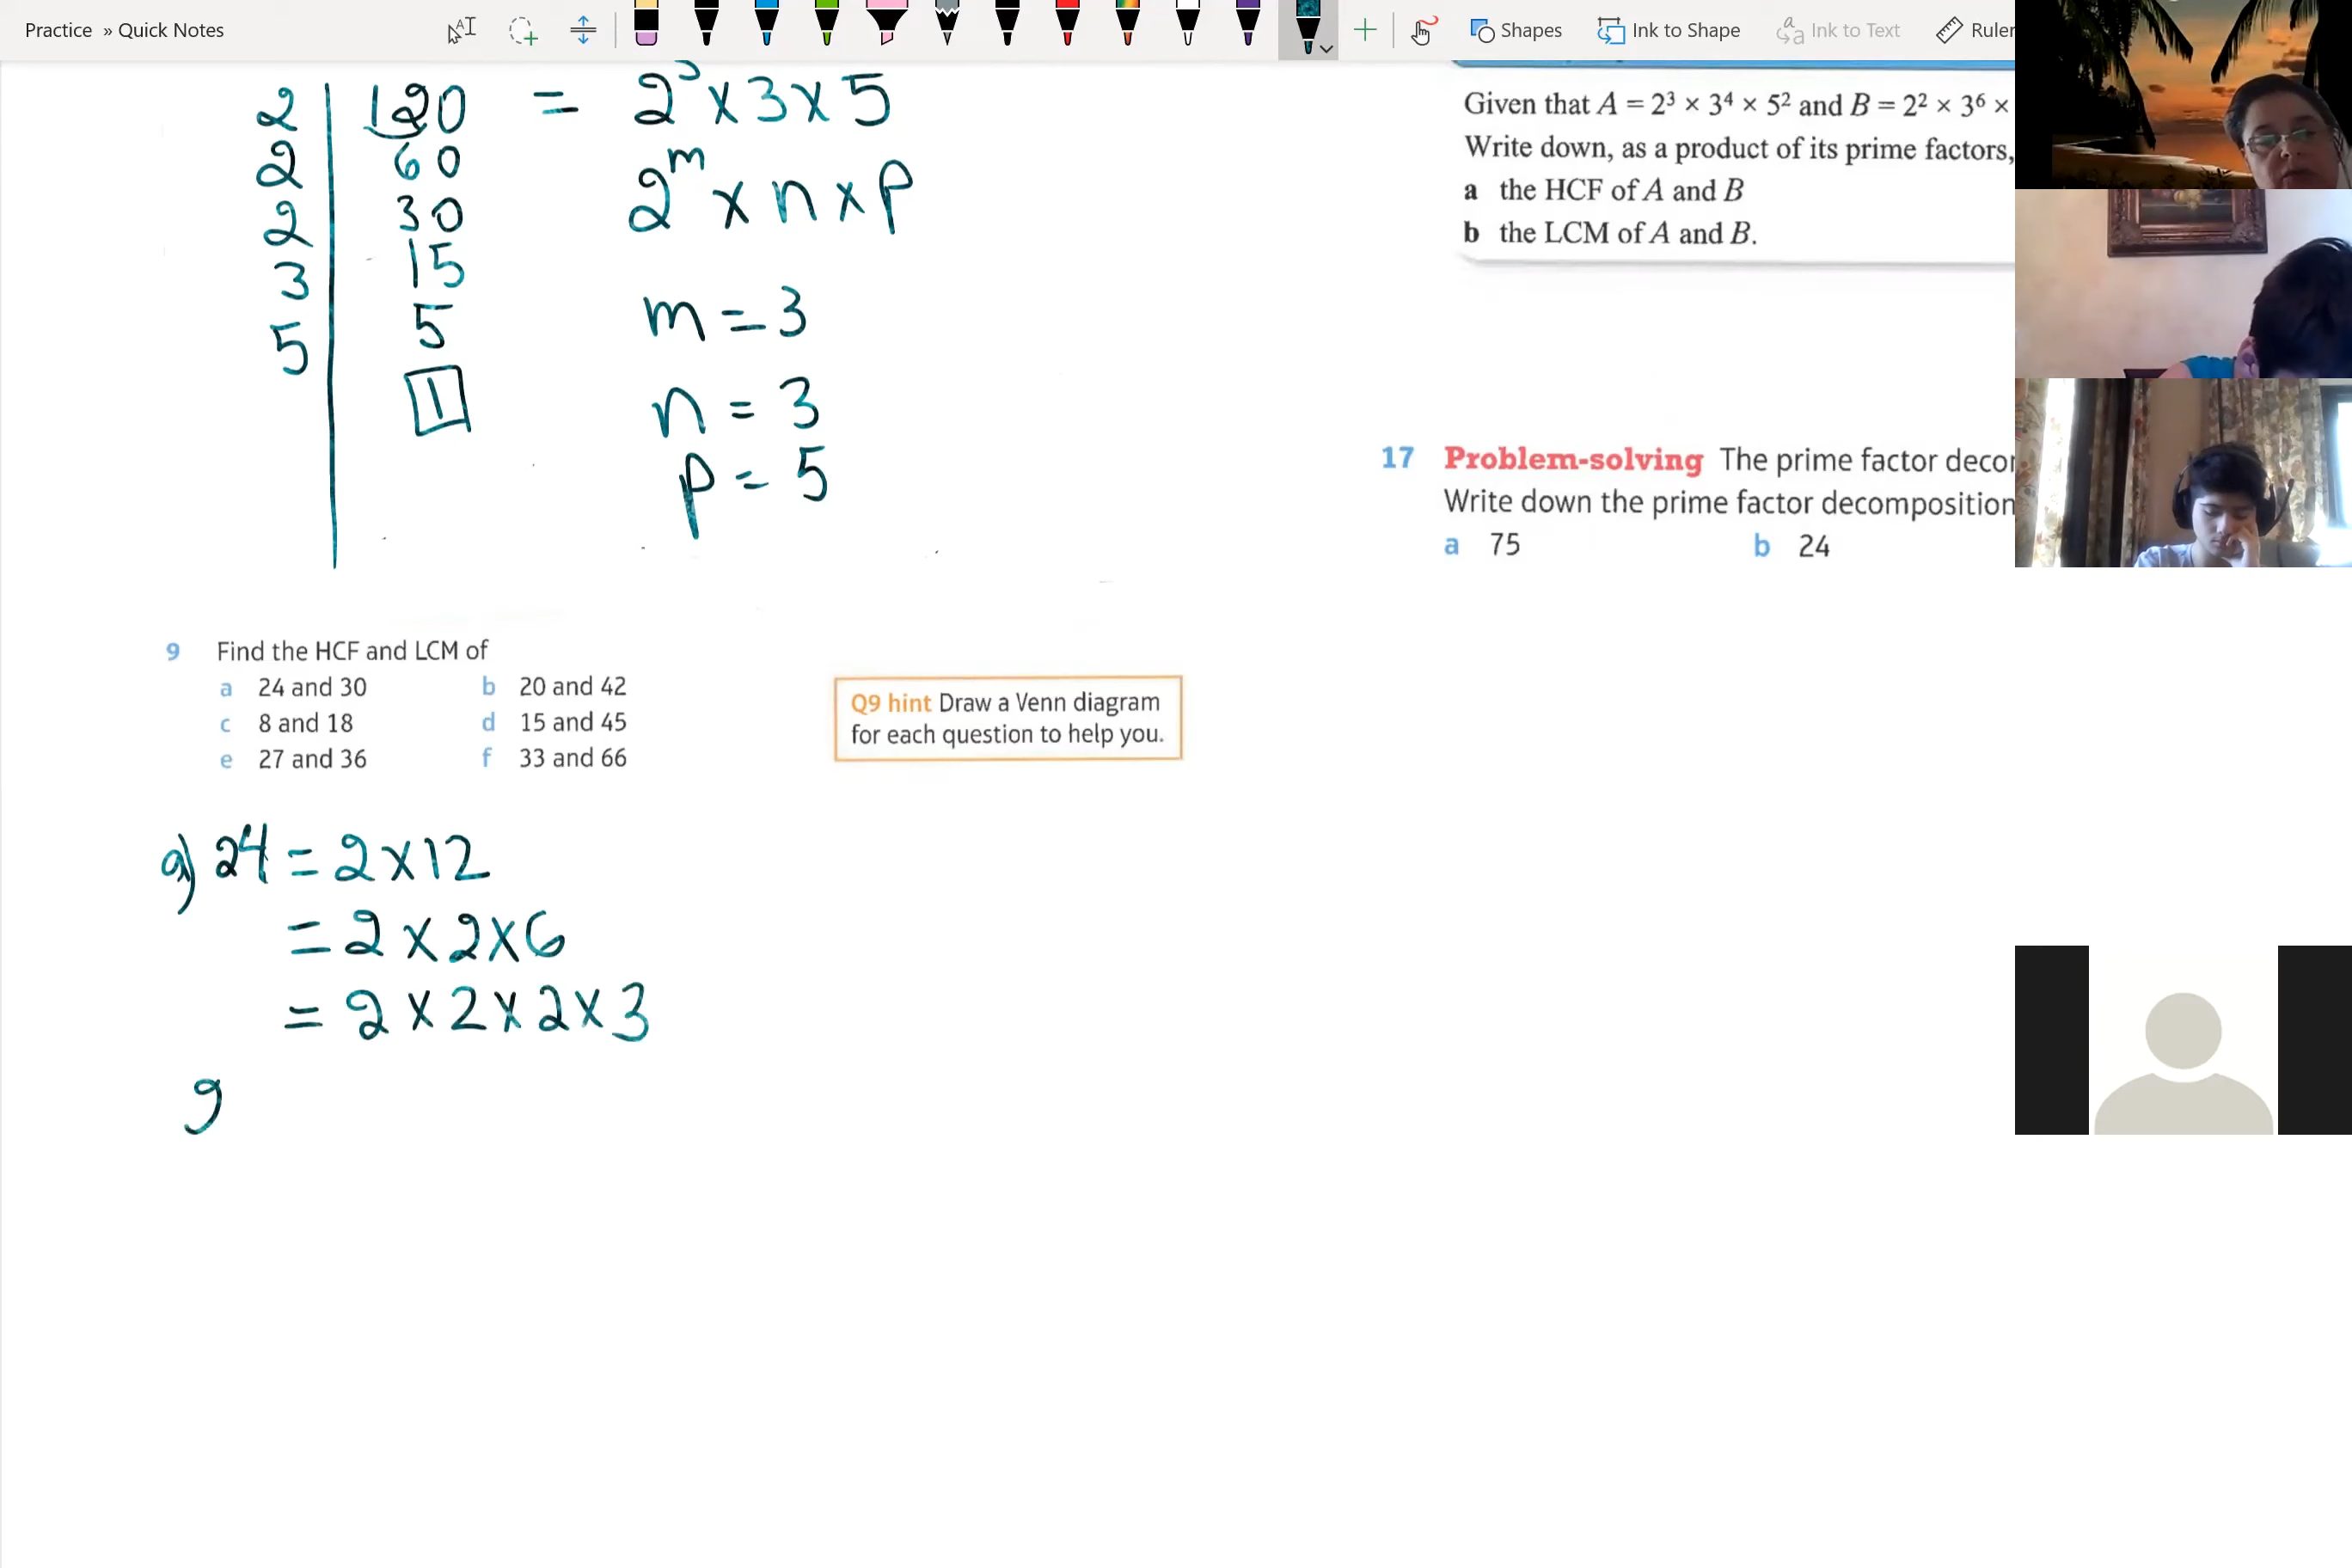 Practice » Quick Notes
Shapes Ink to Shape Ink to Text Ruler
2 | 120 = 2³ × 3 × 5
2 | 60
2ᵐ × n × p
2 | 30
3 | 15
m = 3
5 | 5
1
n = 3
p = 5
Given that A = 2³ × 3⁴ × 5² and B = 2² × 3⁶ ×
Write down, as a product of its prime factors,
a the HCF of A and B
b the LCM of A and B.
17 Problem-solving The prime factor
Write down the prime factor decomposition
a 75 b 24
9 Find the HCF and LCM of
a 24 and 30 b 20 and 42
c 8 and 18 d 15 and 45
e 27 and 36 f 33 and 66
Q9 hint Draw a Venn diagram
for each question to help you.
a) 24 = 2 × 12
= 2 × 2 × 6
= 2 × 2 × 2 × 3